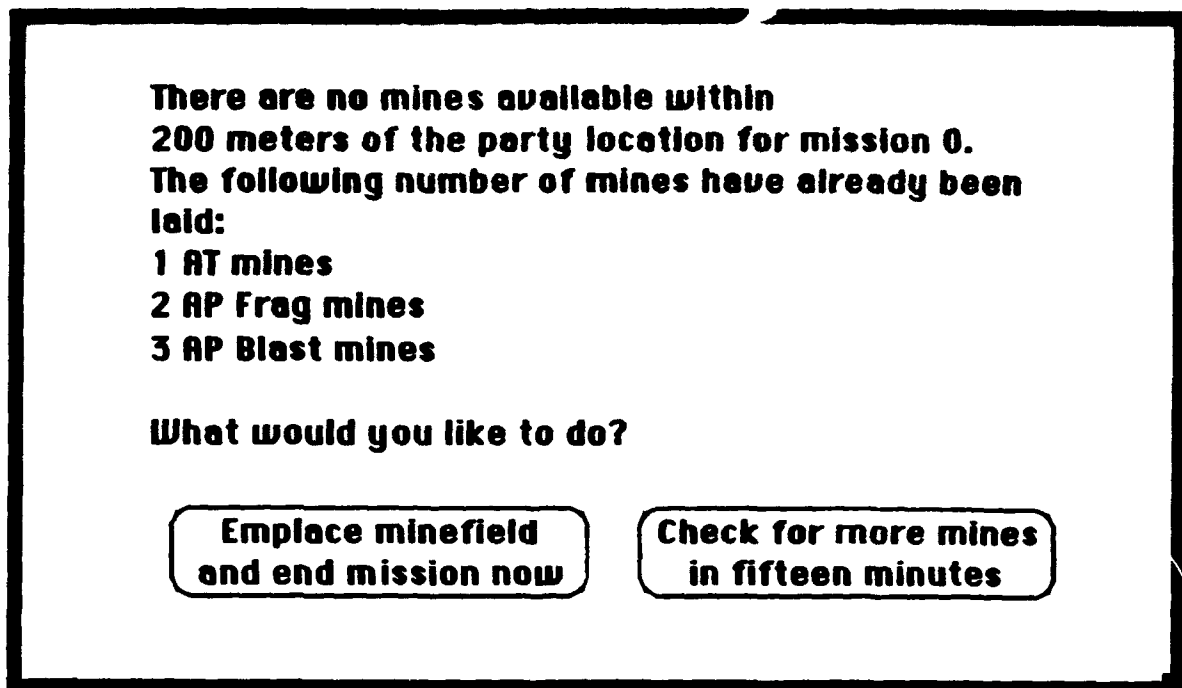 There are no mines available within
200 meters of the party location for mission 0.
The following number of mines have already been
laid:
1 AT mines
2 AP Frag mines
3 AP Blast mines
What would you like to do?
Emplace minefield
and end mission now
Check for more mines
in fifteen minutes